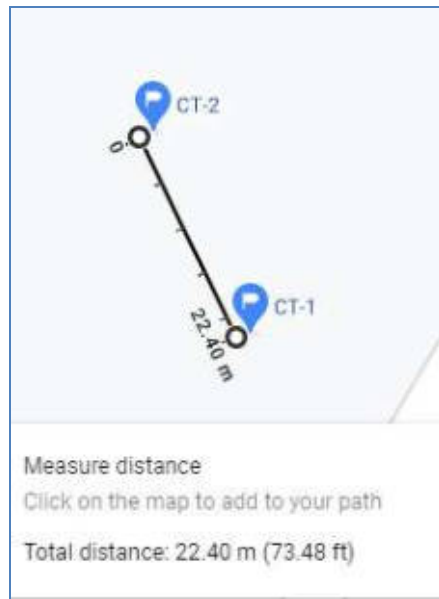 CT-2
0
CT-1
22.40 m
Measure distance
Click on the map to add to your path
Total distance: 22.40 m (73.48 ft)